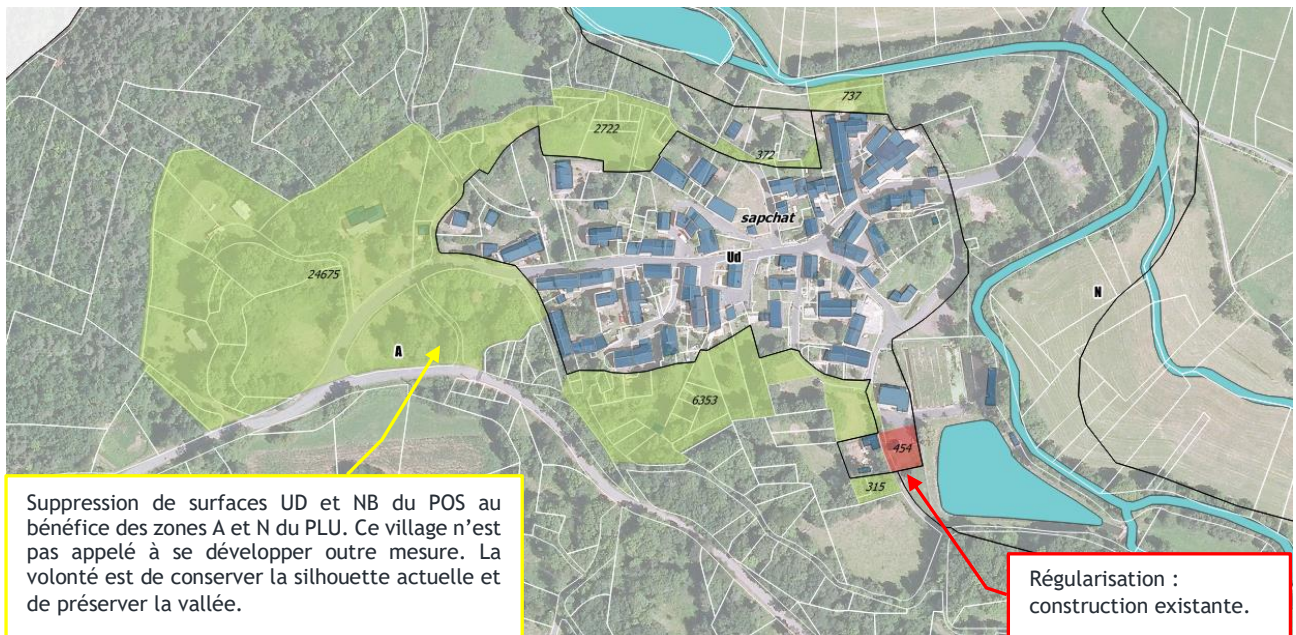 737
2722
372
sapchat
Ud
24675
N
A
6353
454
315
Suppression de surfaces UD et NB du POS au
bénéfice des zones A et N du PLU. Ce village n’est
pas appelé à se développer outre mesure. La
volonté est de conserver la silhouette actuelle et
de préserver la vallée.
Régularisation :
construction existante.